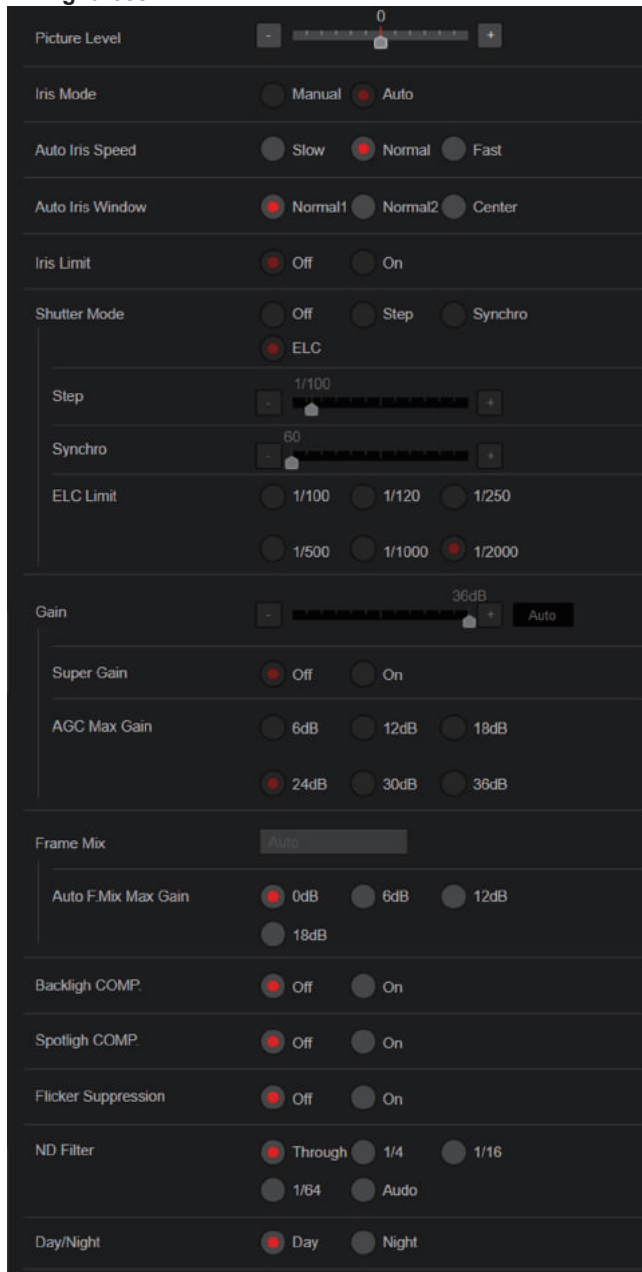 0
Picture Level - +
Iris Mode Manual Auto
Auto Iris Speed Slow Normal Fast
Auto Iris Window Normal1 Normal2 Center
Iris Limit Off On
Shutter Mode Off Step Synchro
ELC
1/100
Step - +
60
Synchro - +
ELC Limit 1/100 1/120 1/250
1/500 1/1000 1/2000
36dB
Gain - + Auto
Super Gain Off On
AGC Max Gain 6dB 12dB 18dB
24dB 30dB 36dB
Frame Mix Auto
Auto F.Mix Max Gain 0dB 6dB 12dB
18dB
Backligh COMP. Off On
Spotligh COMP. Off On
Flicker Suppression Off On
ND Filter Through 1/4 1/16
1/64 Audo
Day/Night Day Night